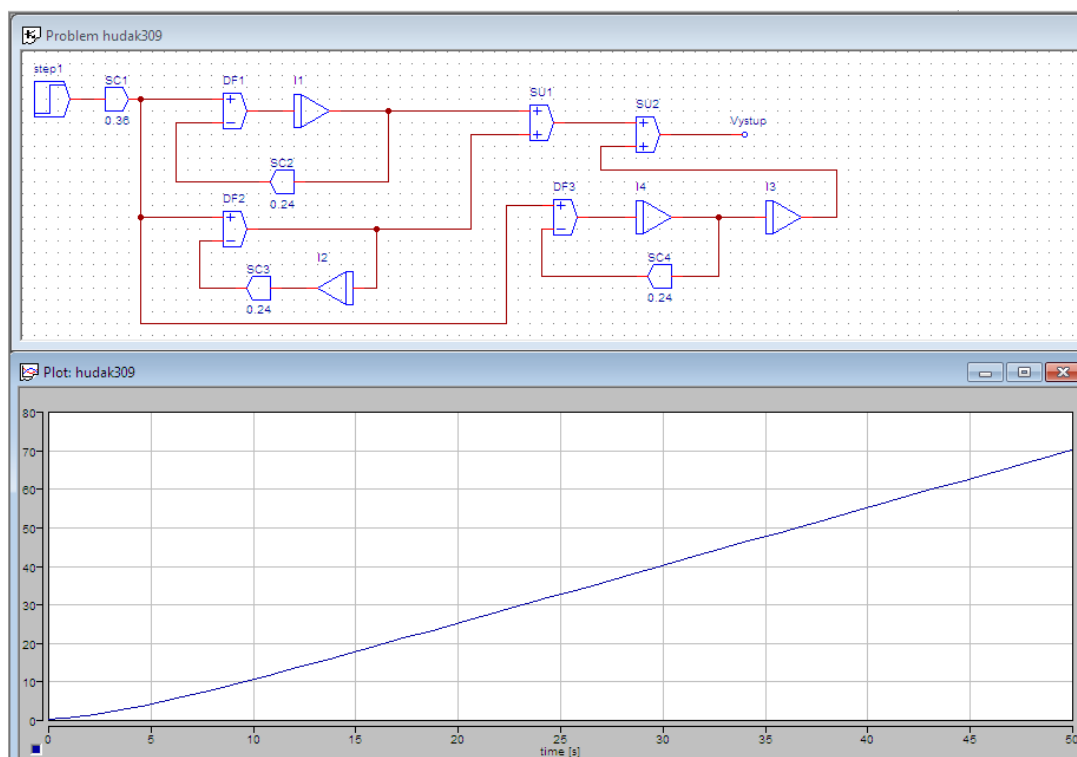 Problem hudak309
step1
SC1
0.36
DF1
I1
SU1
SU2
Vystup
SC2
0.24
DF2
DF3
I4
I3
SC3
0.24
I2
SC4
0.24
Plot: hudak309
80
70
60
50
40
30
20
10
0
0 5 10 15 20 25 30 35 40 45 50
time [s]